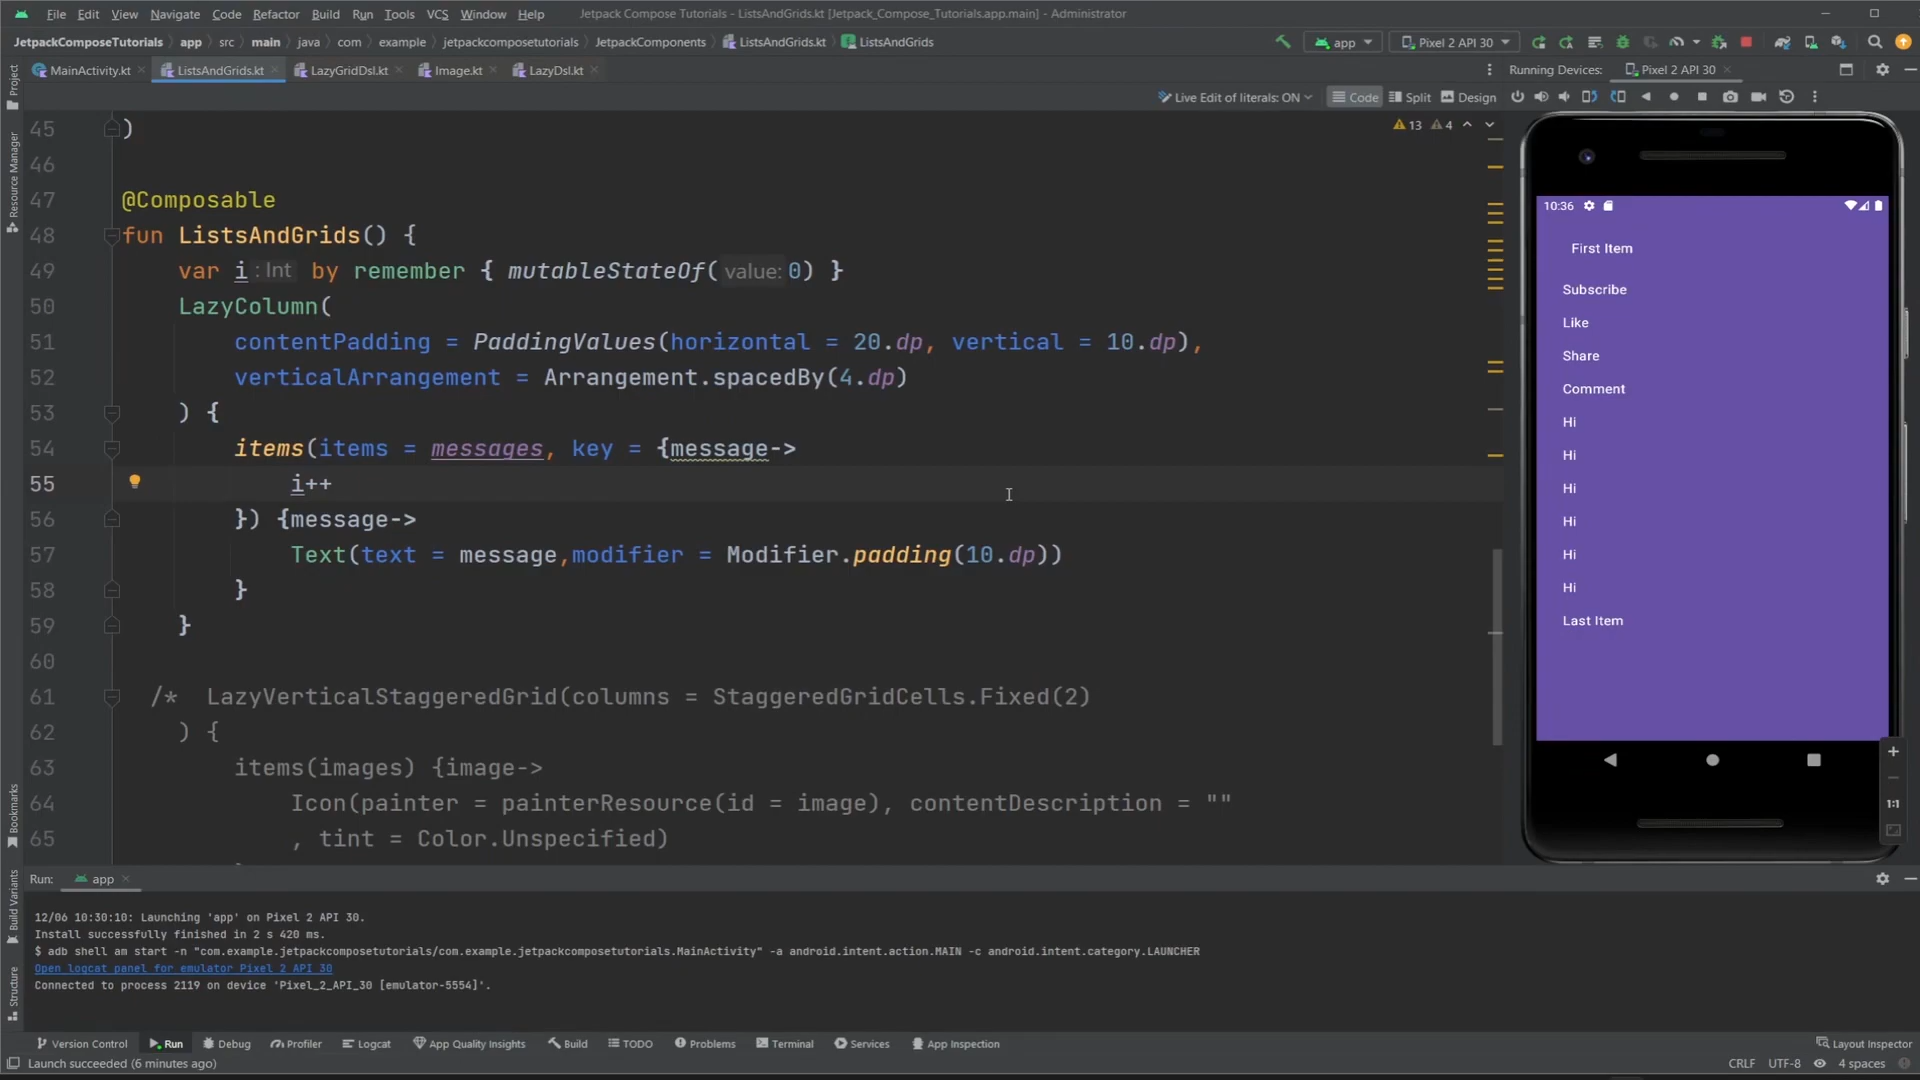 File Edit View Navigate Code Refactor Build Run Tools VCS Window Help Jetpack Compose Tutorials - ListsAndGrids.kt [Jetpack_Compose_Tutorials.app.main] - Administrator
JetpackComposeTutorials app src main java com example jetpackcomposetutorials JetpackComponents ListsAndGrids.kt ListsAndGrids app Pixel 2 API 30
MainActivity.kt ListsAndGrids.kt LazyGridDsl.kt Image.kt LazyDsl.kt Running Devices: Pixel 2 API 30
Live Edit of literals: ON Code Split Design
Project
Resource Manager
Bookmarks
Build Variants
Structure
13 4
45 )
46
47 @Composable
48 fun ListsAndGrids() {
49 var i : Int by remember { mutableStateOf( value: 0) }
50 LazyColumn(
51 contentPadding = PaddingValues(horizontal = 20.dp, vertical = 10.dp),
52 verticalArrangement = Arrangement.spacedBy(4.dp)
53 ) {
54 items(items = messages, key = {message->
55 i++
56 }) {message->
57 Text(text = message,modifier = Modifier.padding(10.dp))
58 }
59 }
60
61 /* LazyVerticalStaggeredGrid(columns = StaggeredGridCells.Fixed(2)
62 ) {
63 items(images) {image->
64 Icon(painter = painterResource(id = image), contentDescription = ""
65 , tint = Color.Unspecified)
10:36
First Item
Subscribe
Like
Share
Comment
Hi
Hi
Hi
Hi
Hi
Hi
Last Item
1:1
Run: app
12/06 10:30:10: Launching 'app' on Pixel 2 API 30.
Install successfully finished in 2 s 420 ms.
$ adb shell am start -n "com.example.jetpackcomposetutorials/com.example.jetpackcomposetutorials.MainActivity" -a android.intent.action.MAIN -c android.intent.category.LAUNCHER
Open logcat panel for emulator Pixel 2 API 30
Connected to process 2119 on device 'Pixel_2_API_30 [emulator-5554]'.
Version Control Run Debug Profiler Logcat App Quality Insights Build TODO Problems Terminal Services App Inspection Layout Inspector
Launch succeeded (6 minutes ago) CRLF UTF-8 4 spaces